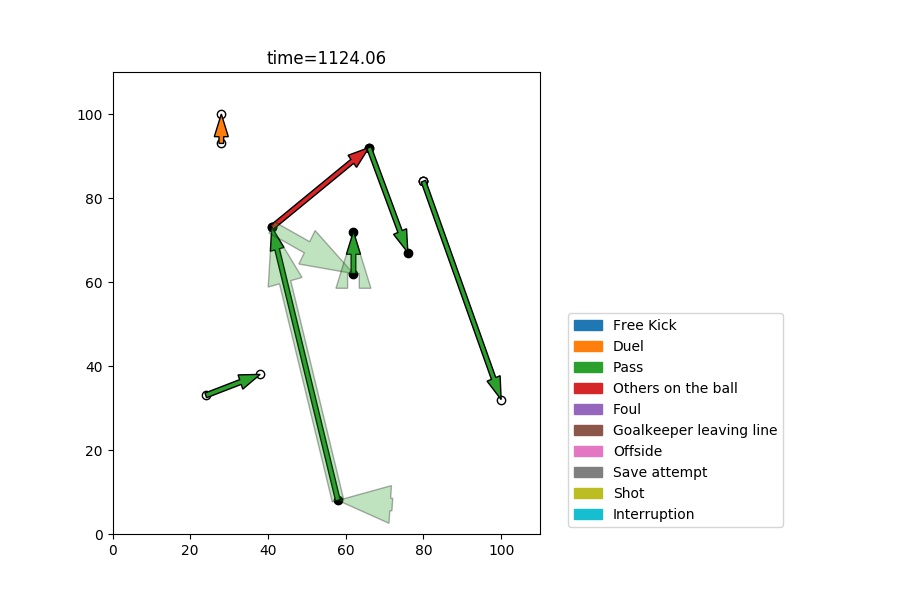 time=1124.06
100
80
60
40
20
0
0 20 40 60 80 100
Free Kick
Duel
Pass
Others on the ball
Foul
Goalkeeper leaving line
Offside
Save attempt
Shot
Interruption